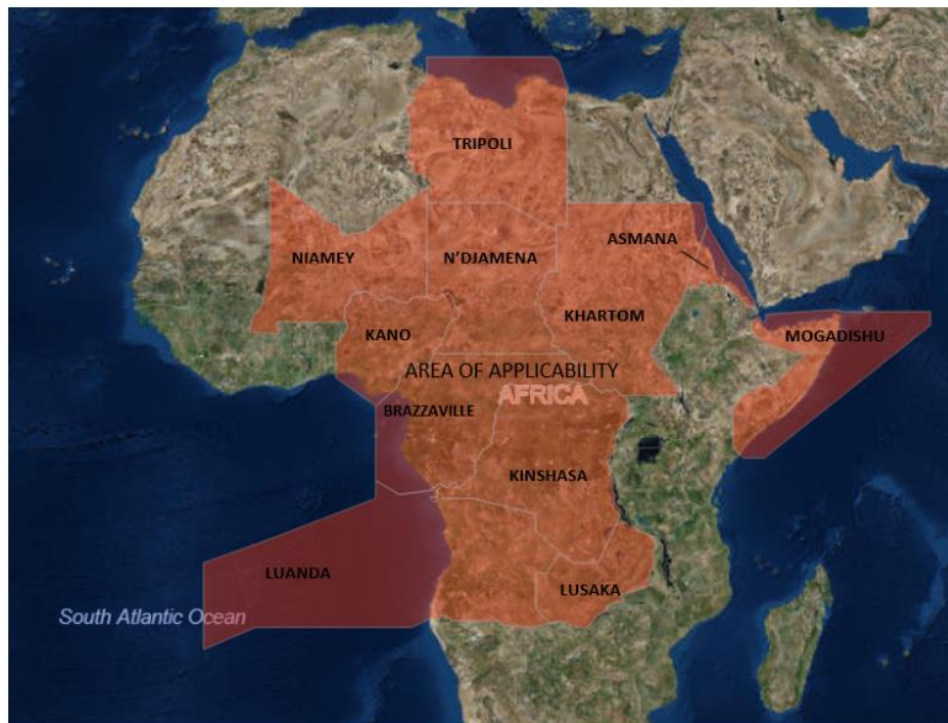 TRIPOLI
ASMANA
NIAMEY
N'DJAMENA
KHARTOM
KANO
MOGADISHU
AREA OF APPLICABILITY
AFRICA
BRAZZAVILLE
KINSHASA
LUANDA
LUSAKA
South Atlantic Ocean